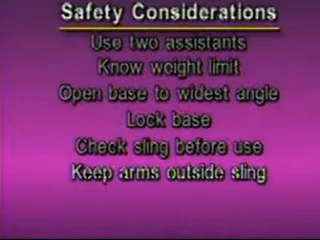 Safety Considerations
Use two assistants
Know weight limit
Open base to widest angle
Lock base
Check sling before use
Keep arms outside sling